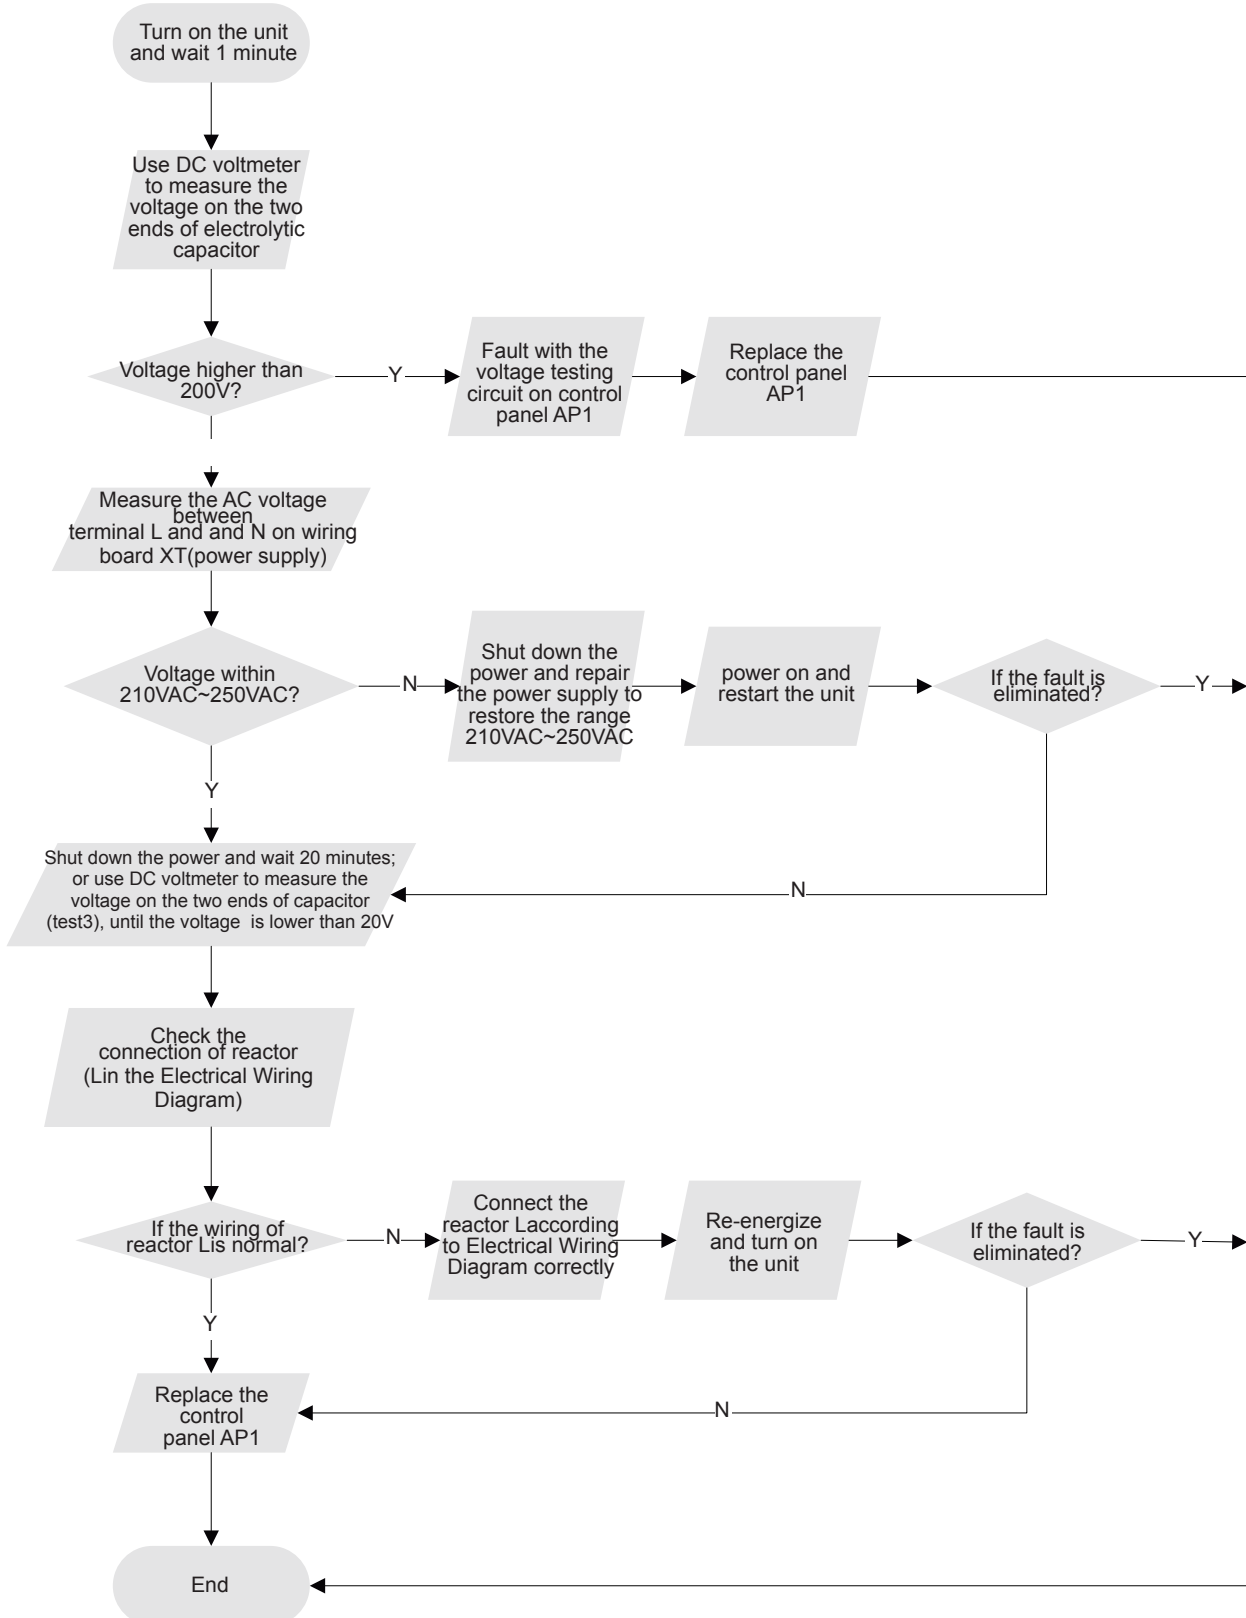 Turn on the unit
and wait 1 minute
Use DC voltmeter
to measure the
voltage on the two
ends of electrolytic
capacitor
Voltage higher than
200V?
Y
Fault with the
voltage testing
circuit on control
panel AP1
Replace the
control panel
AP1
Measure the AC voltage
between
terminal L and and N on wiring
board XT(power supply)
Voltage within
210VAC~250VAC?
N
Shut down the
power and repair
the power supply to
restore the range
210VAC~250VAC
power on and
restart the unit
If the fault is
eliminated?
Y
Y
Shut down the power and wait 20 minutes;
or use DC voltmeter to measure the
voltage on the two ends of capacitor
(test3), until the voltage is lower than 20V
N
Check the
connection of reactor
(Lin the Electrical Wiring
Diagram)
If the wiring of
reactor Lis normal?
N
Connect the
reactor Laccording
to Electrical Wiring
Diagram correctly
Re-energize
and turn on
the unit
If the fault is
eliminated?
Y
Y
Replace the
control
panel AP1
N
End